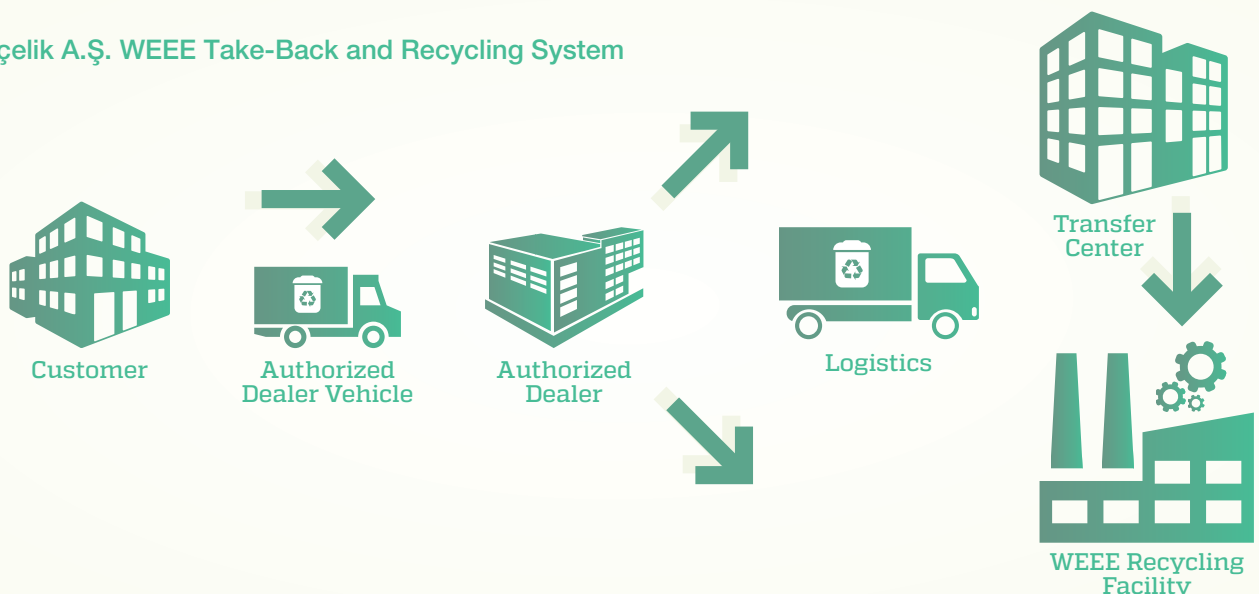 çelik A.Ş. WEEE Take-Back and Recycling System
Customer
Authorized
Dealer Vehicle
Authorized
Dealer
Logistics
Transfer
Center
WEEE Recycling
Facility